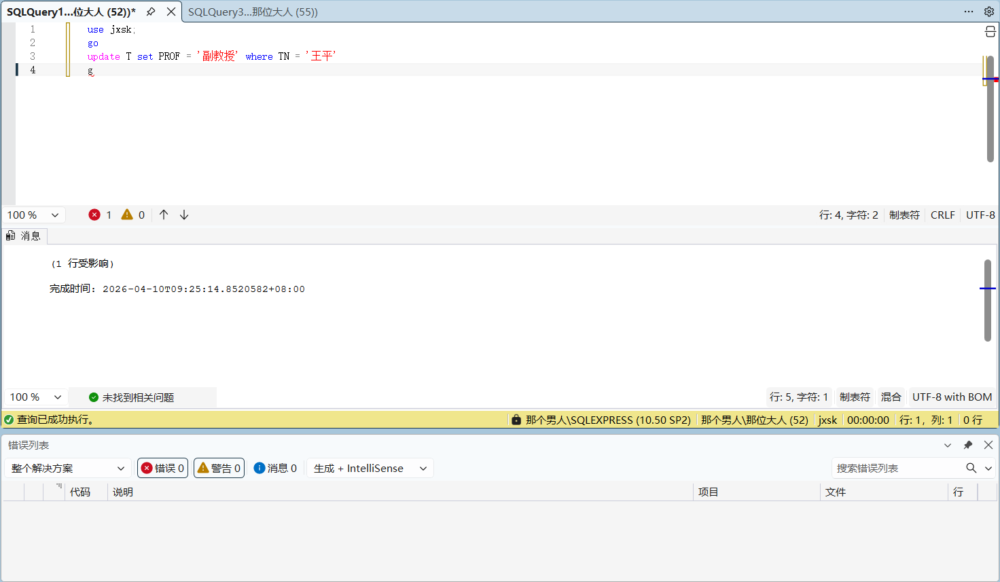 SQLQuery1...位大人 (52))* SQLQuery3...那位大人 (55))
1 use jxsk;
2 go
3 update T set PROF = '副教授' where TN = '王平'
4 g
100 % 1 0 行: 4, 字符: 2 制表符 CRLF UTF-8
消息
(1 行受影响)
完成时间: 2026-04-10T09:25:14.8520582+08:00
100 % 未找到相关问题 行: 5, 字符: 1 制表符 混合 UTF-8 with BOM
查询已成功执行。 那个男人\SQLEXPRESS (10.50 SP2) 那个男人\那位大人 (52) jxsk 00:00:00 行: 1, 列: 1 0 行
错误列表
整个解决方案 错误 0 警告 0 消息 0 生成 + IntelliSense 搜索错误列表
代码 说明 项目 文件 行